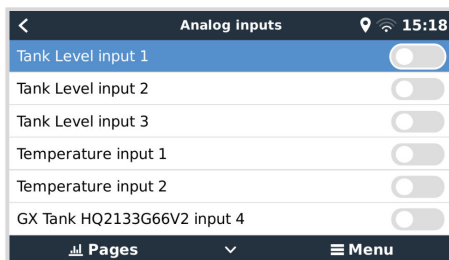 Analog inputs 15:18
Tank Level input 1
Tank Level input 2
Tank Level input 3
Temperature input 1
Temperature input 2
GX Tank HQ2133G66V2 input 4
Pages Menu